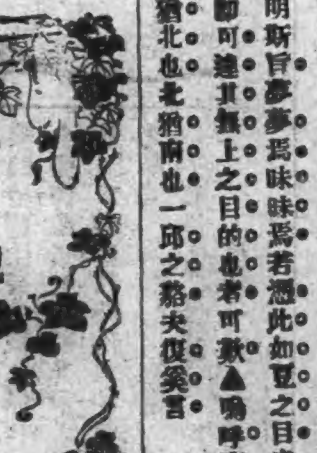 明斯旨夢夢焉昧昧焉若憑此如豆之目
即可達其無上之目的也者可歎▲嗚呼
猶北也北猶南也一邱之貉夫復奚言